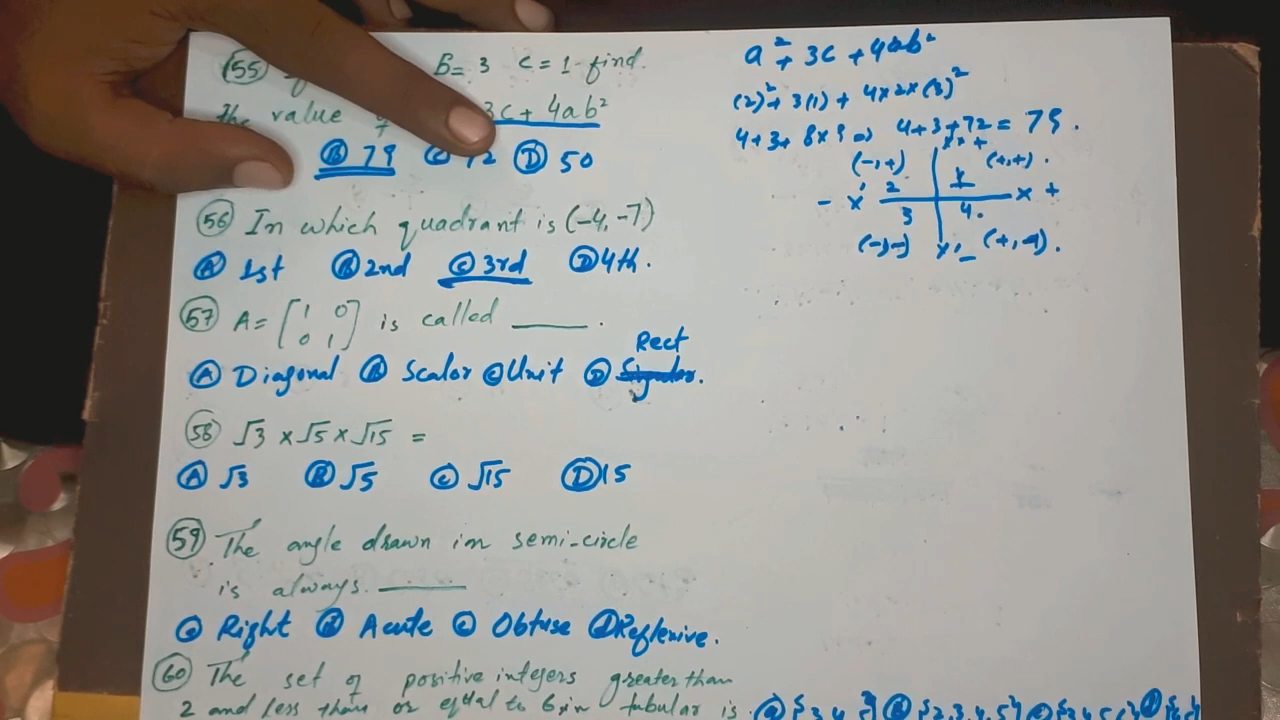 (55) B= 3 c = 1 find
the value 3c + 4ab²
(B) 79 (C) 72 (D) 50
(56) In which quadrant is (-4,-7)
(A) 1st (B) 2nd (C) 3rd (D) 4th.
(57) A= [1 0
0 1] is called ______ .
Rect
(A) Diagonal (B) Scalor (C) Unit (D)
(58) √3 ×√5 ×√15 =
(A) √3 (B) √5 (C) √15 (D) 15
(59) The angle drawn in semi-circle
is always. ______
(a) Right (B) Acute (C) Obtuse (D) Reflexive.
(60) The set of positive integers greater than
2 and less than or equal to 6 in tubular is
a² + 3c + 4ab²
(2)² + 3(1) + 4×2×(3)²
4+3+ 8×9 ⇒ 4+3+72 = 79.
(-,+) (+,+).
2 1
- x' x +
3 4.
(-,-) (+,-).